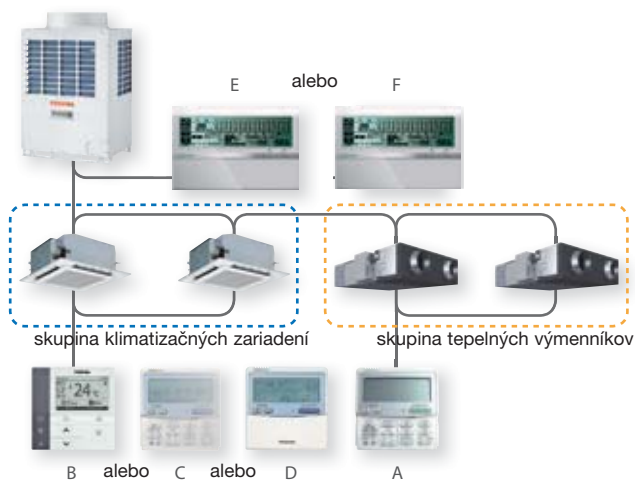 E alebo F
skupina klimatizačných zariadení
skupina tepelných výmenníkov
24°C
B alebo C alebo D A